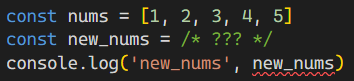 const nums = [1, 2, 3, 4, 5]
const new_nums = /* ??? */
console.log('new_nums', new_nums)